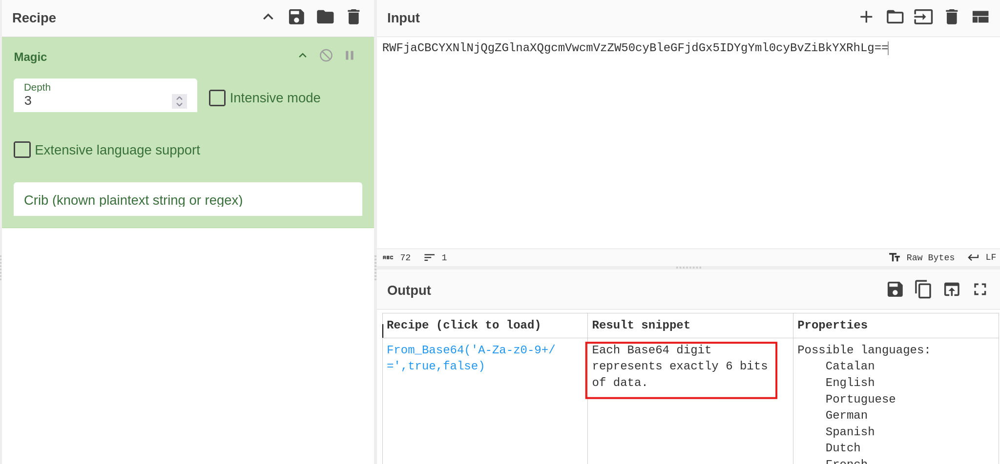 Recipe
Magic
Depth
3
Intensive mode
Extensive language support
Crib (known plaintext string or regex)
Input
RWFjaCBCYXNlNjQgZGlnaXQgcmVwcmVzZW50cyBleGFjdGx5IDYgYml0cyBvZiBkYXRhLg==
ABC 72 1 Raw Bytes LF
Output
Recipe (click to load) Result snippet Properties
From_Base64('A-Za-z0-9+/ Each Base64 digit Possible languages:
=',true,false) represents exactly 6 bits Catalan
of data. English
Portuguese
German
Spanish
Dutch
French